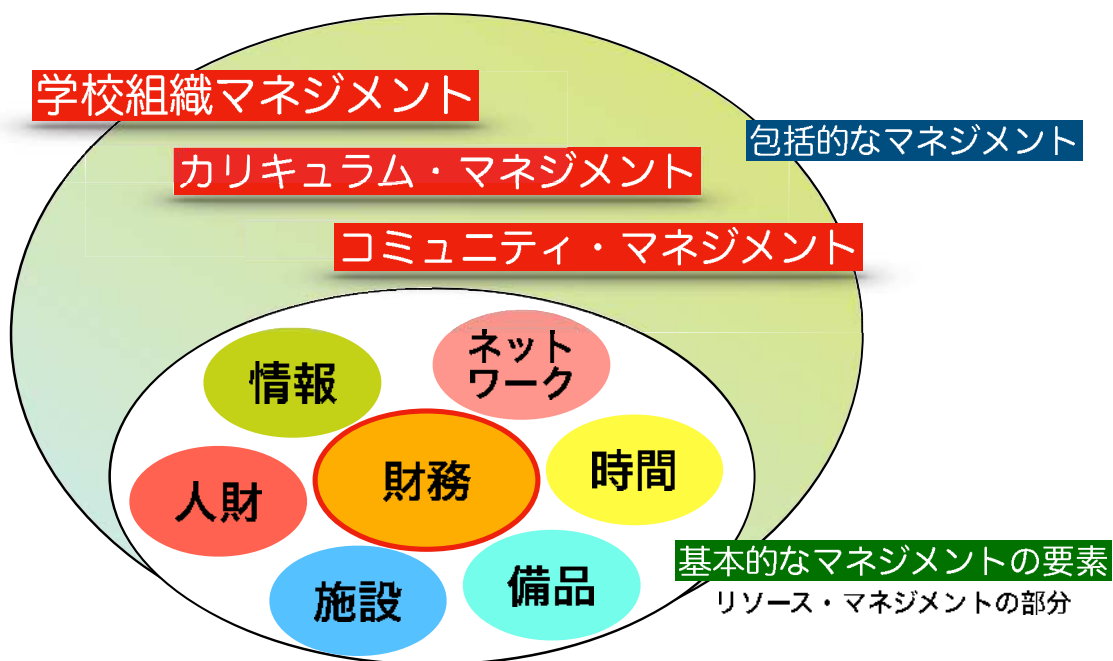 学校組織マネジメント
包括的なマネジメント
カリキュラム・マネジメント
コミュニティ・マネジメント
ネット
ワーク
情報
時間
財務
人財
基本的なマネジメントの要素
備品
施設
リソース・マネジメントの部分